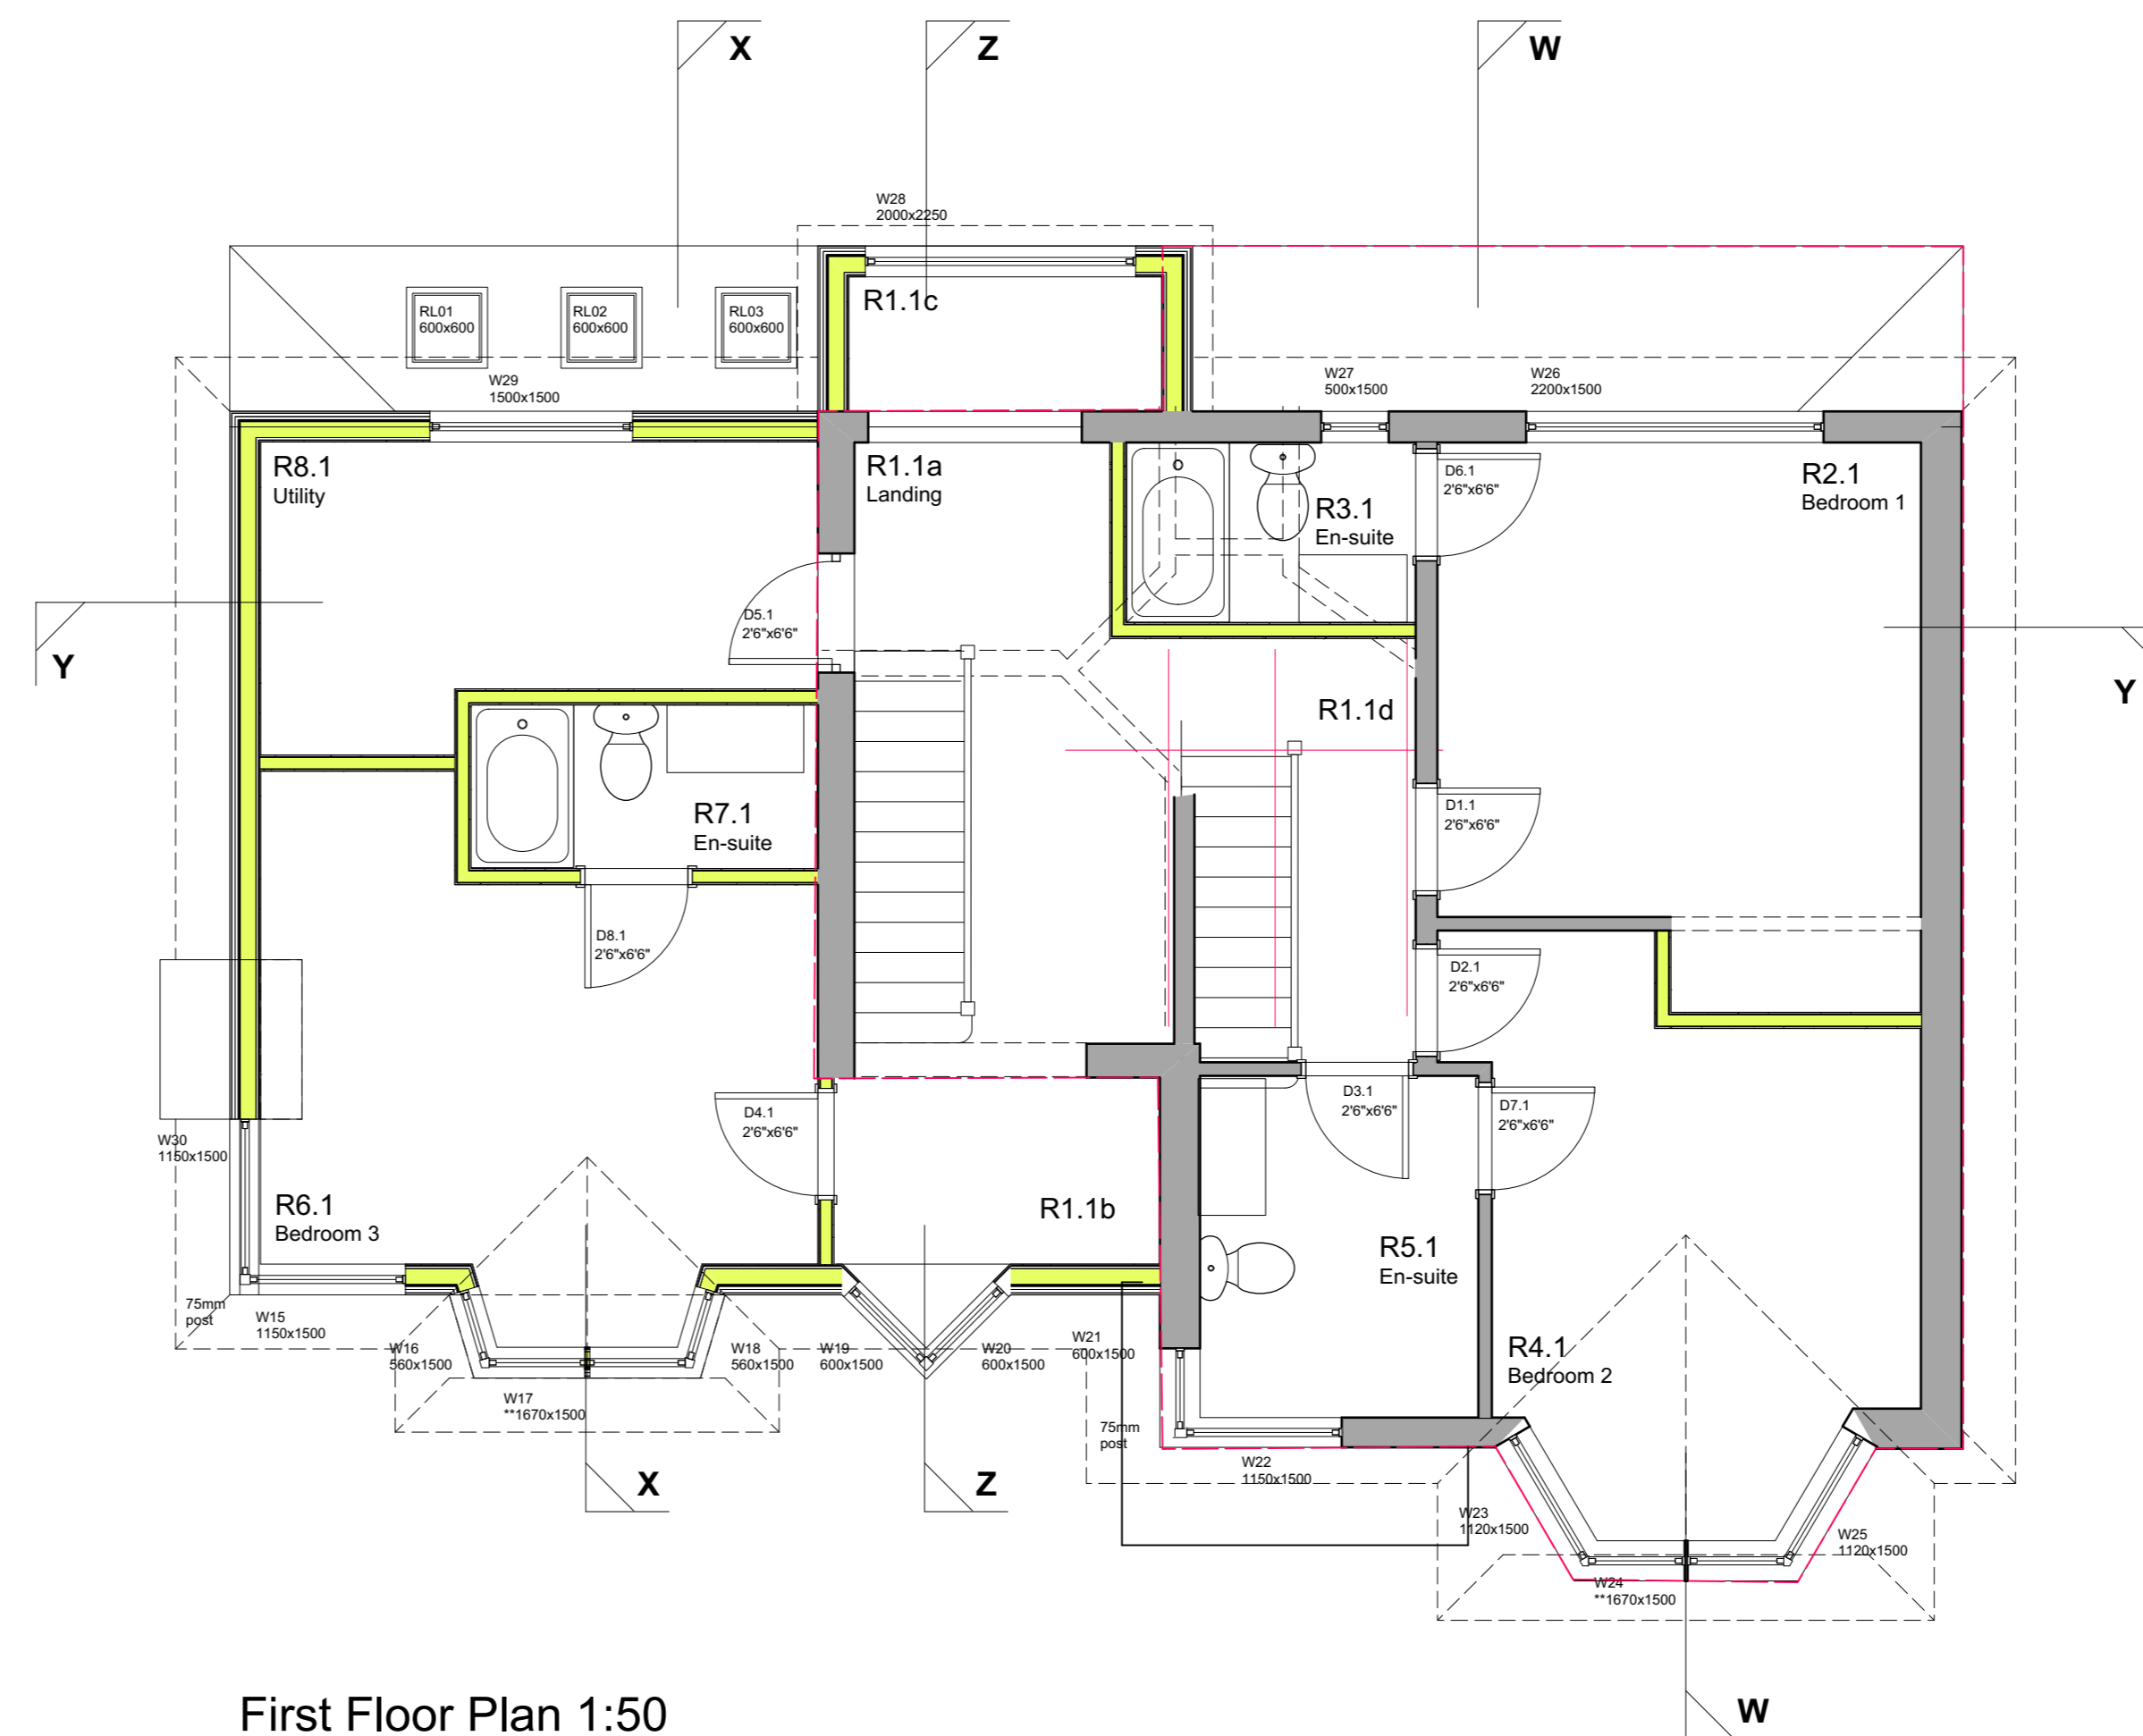 X
Z
W
W28
2000x2250
R1.1c
RL01
600x600
RL02
600x600
RL03
600x600
W29
1500x1500
W27
500x1500
W26
2200x1500
R8.1
Utility
R1.1a
Landing
R3.1
En-suite
D6.1
2'6"x6'6"
R2.1
Bedroom 1
D5.1
2'6"x6'6"
Y
Y
R1.1d
R7.1
En-suite
D1.1
2'6"x6'6"
D8.1
2'6"x6'6"
D2.1
2'6"x6'6"
D4.1
2'6"x6'6"
D3.1
2'6"x6'6"
D7.1
2'6"x6'6"
W30
1150x1500
R6.1
Bedroom 3
R1.1b
R5.1
En-suite
75mm
post
W15
1150x1500
W16
560x1500
W17
**1670x1500
W18
560x1500
W19
600x1500
W20
600x1500
W21
600x1500
R4.1
Bedroom 2
75mm
post
W22
1150x1500
X
Z
W23
1120x1500
W24
**1670x1500
W25
1120x1500
W
First Floor Plan 1:50